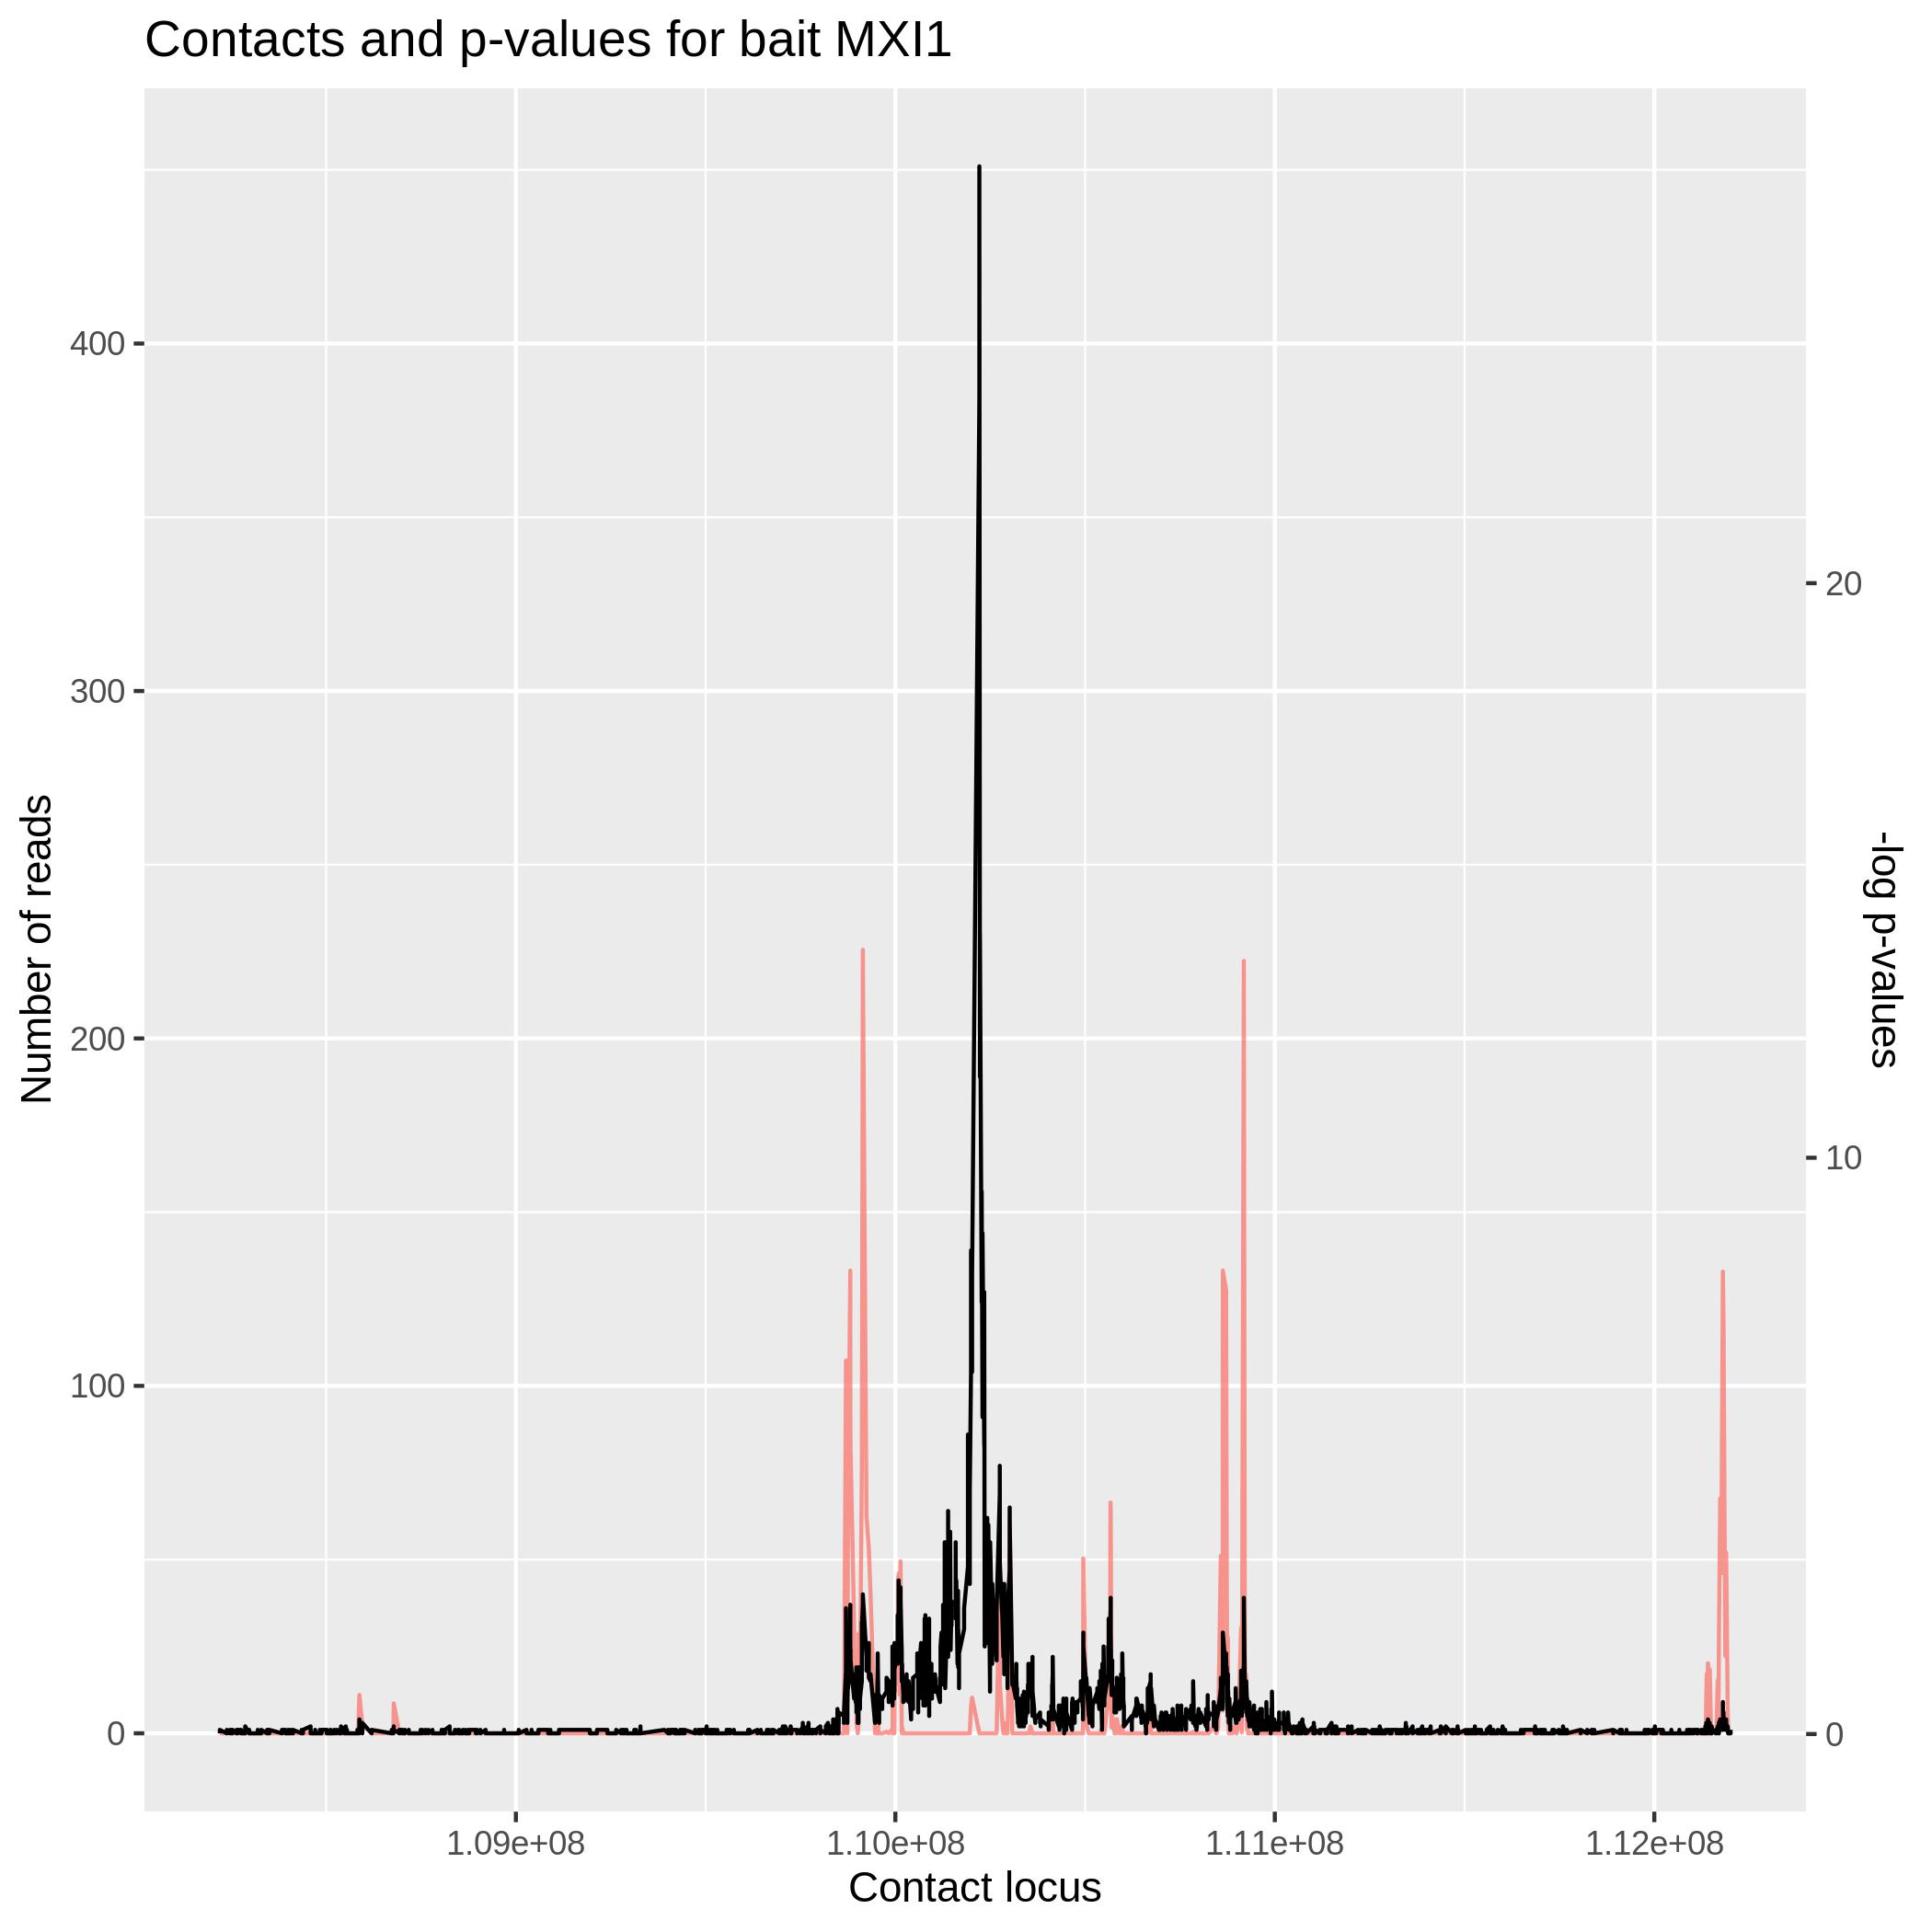 Contacts and p-values for bait MXI1
Number of reads
400
300
200
100
0
20
10
0
-log p-values
1.09e+08
1.10e+08
1.11e+08
1.12e+08
Contact locus